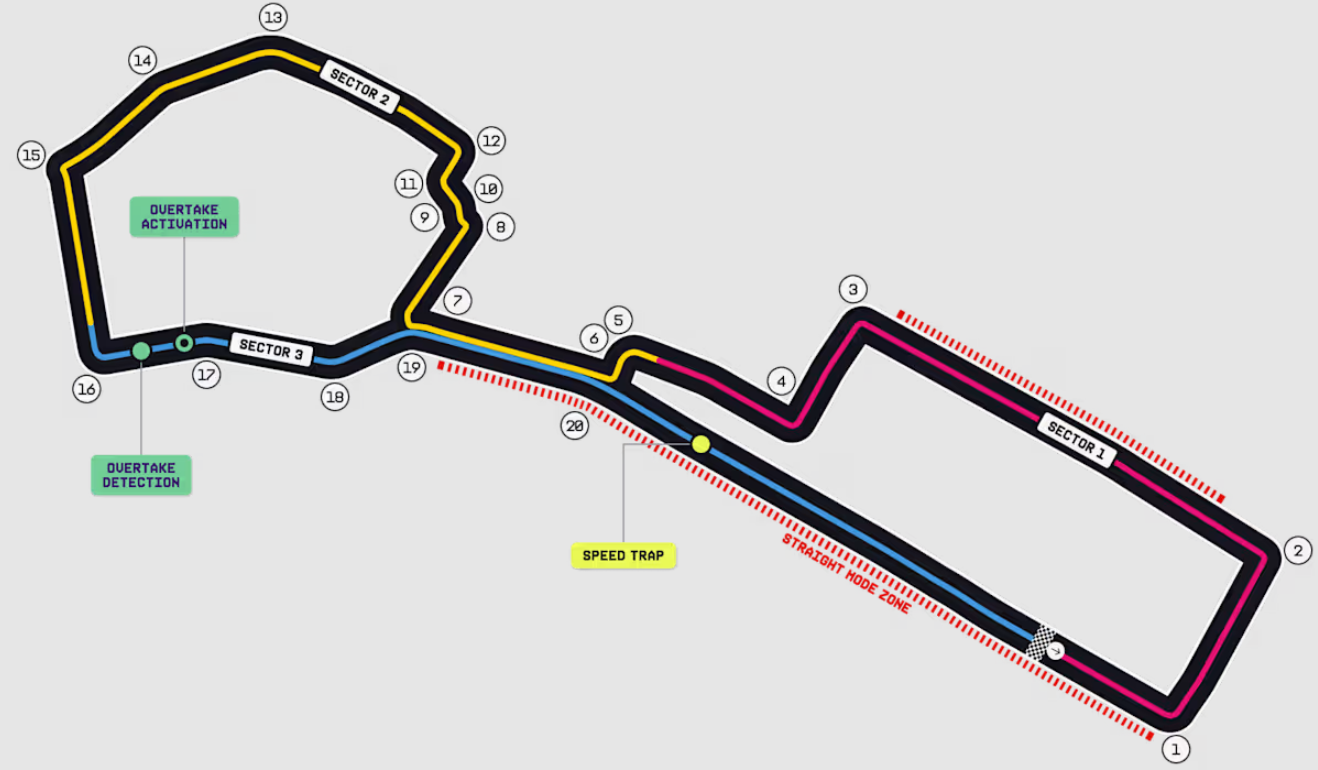 13
14
SECTOR 2
12
15
11
10
9
8
OVERTAKE
ACTIVATION
7
3
5
6
SECTOR 3
17
16
18
19
4
20
SECTOR 1
OVERTAKE
DETECTION
SPEED TRAP
STRAIGHT MODE ZONE
2
1